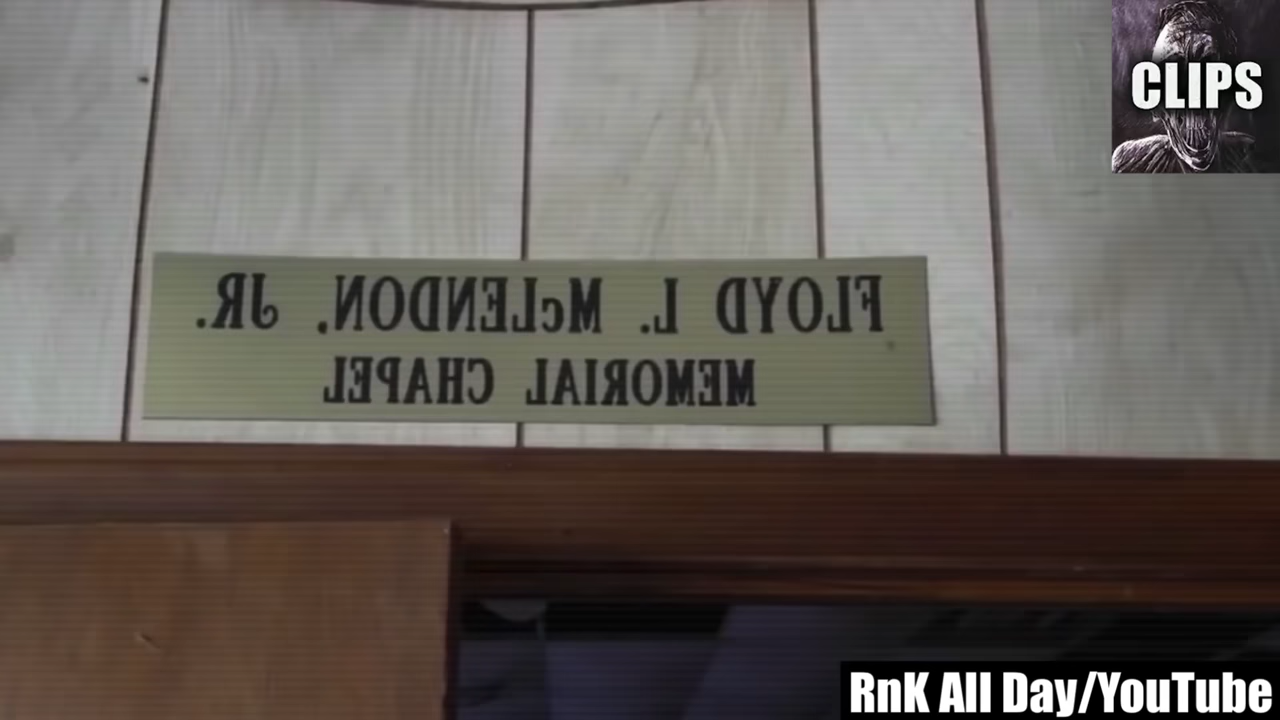 CLIPS
FLOYD L. McLENDON, JR.
MEMORIAL CHAPEL
RnK All Day/YouTube